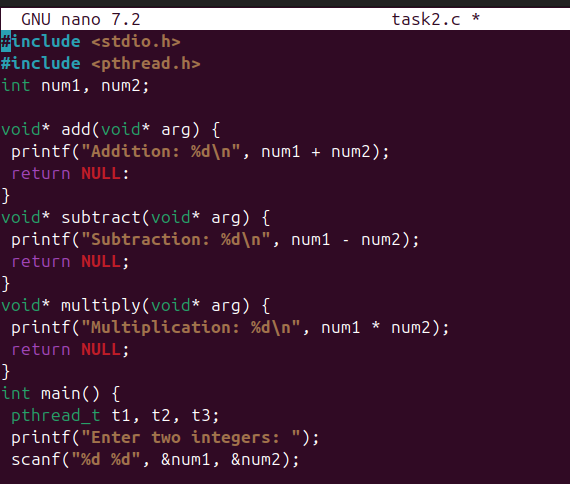 GNU nano 7.2 task2.c *
#include <stdio.h>
#include <pthread.h>
int num1, num2;
void* add(void* arg) {
 printf("Addition: %d\n", num1 + num2);
 return NULL:
}
void* subtract(void* arg) {
 printf("Subtraction: %d\n", num1 - num2);
 return NULL;
}
void* multiply(void* arg) {
 printf("Multiplication: %d\n", num1 * num2);
 return NULL;
}
int main() {
 pthread_t t1, t2, t3;
 printf("Enter two integers: ");
 scanf("%d %d", &num1, &num2);